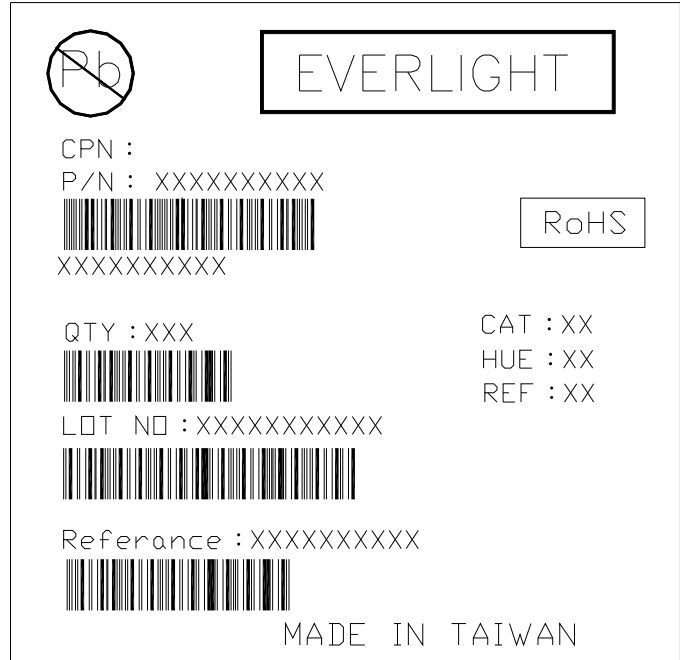 Pb
EVERLIGHT
CPN :
P/N : XXXXXXXXXX
RoHS
XXXXXXXXXX
QTY : XXX
CAT : XX
HUE : XX
REF : XX
LOT NO : XXXXXXXXXXX
Referance : XXXXXXXXXX
MADE IN TAIWAN